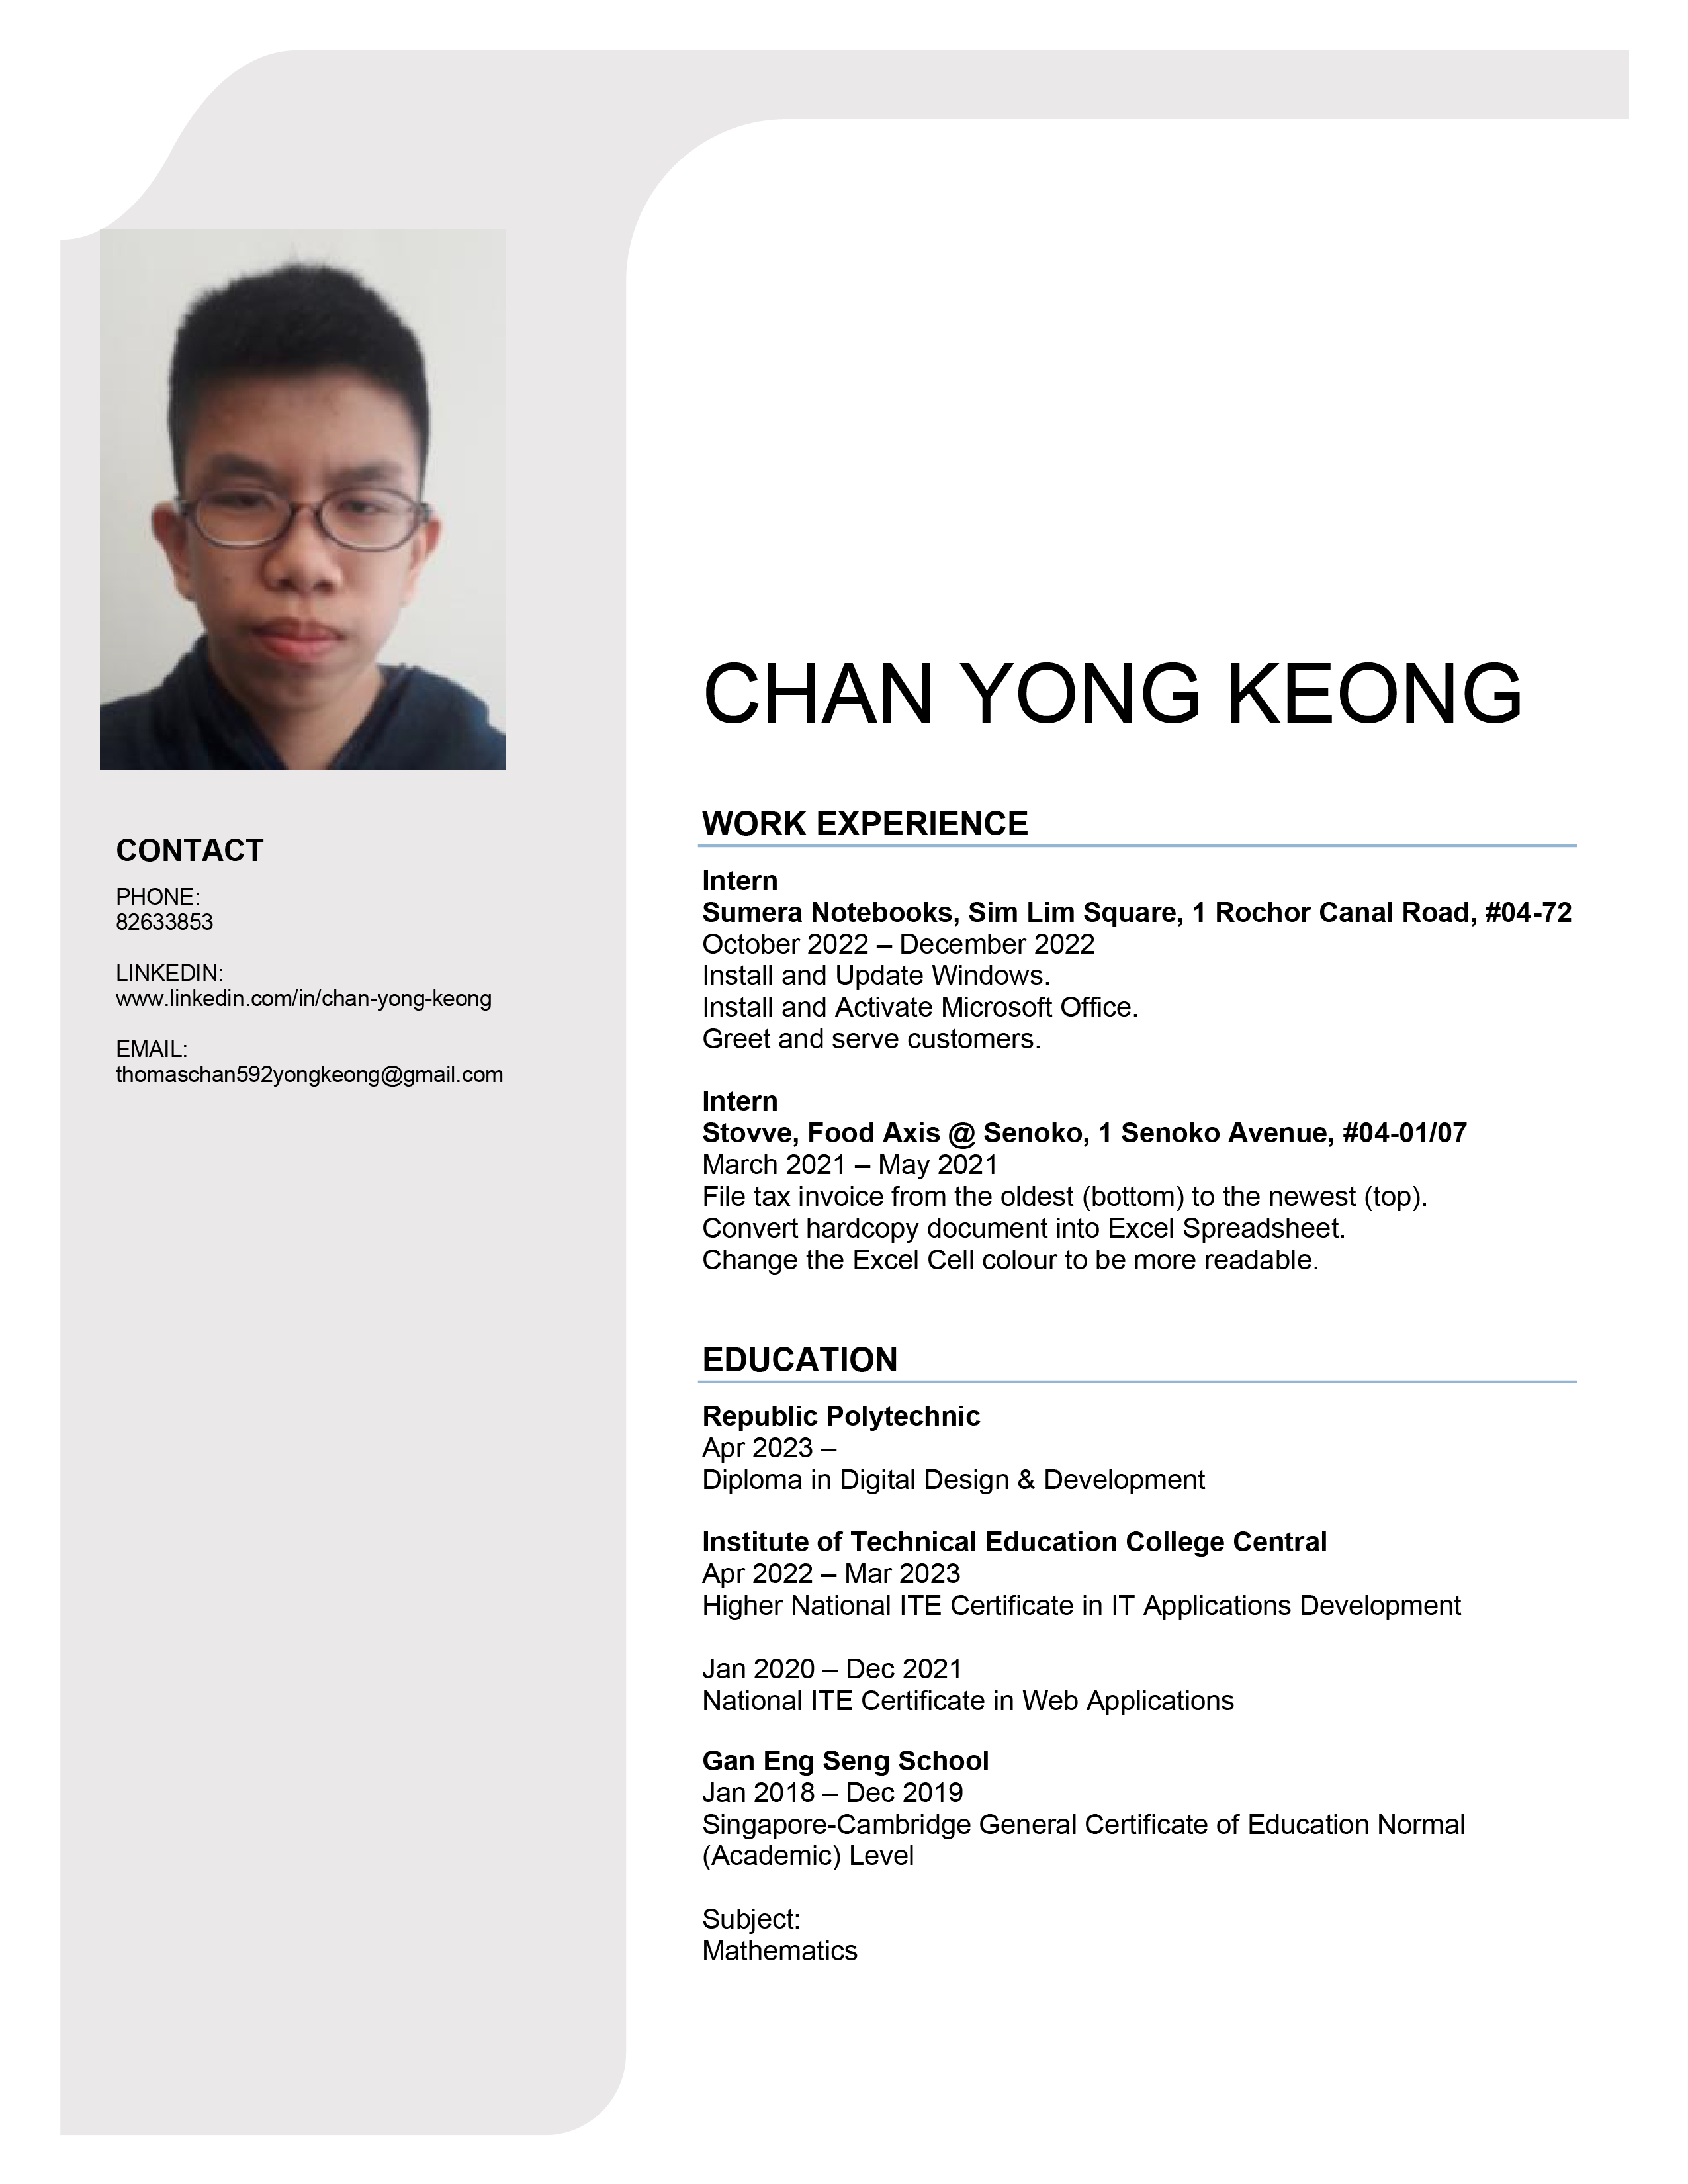 CHAN YONG KEONG
CONTACT
PHONE:
82633853
LINKEDIN:
www.linkedin.com/in/chan-yong-keong
EMAIL:
thomaschan592yongkeong@gmail.com
WORK EXPERIENCE
Intern
Sumera Notebooks, Sim Lim Square, 1 Rochor Canal Road, #04-72
October 2022 – December 2022
Install and Update Windows.
Install and Activate Microsoft Office.
Greet and serve customers.
Intern
Stovve, Food Axis @ Senoko, 1 Senoko Avenue, #04-01/07
March 2021 – May 2021
File tax invoice from the oldest (bottom) to the newest (top).
Convert hardcopy document into Excel Spreadsheet.
Change the Excel Cell colour to be more readable.
EDUCATION
Republic Polytechnic
Apr 2023 –
Diploma in Digital Design & Development
Institute of Technical Education College Central
Apr 2022 – Mar 2023
Higher National ITE Certificate in IT Applications Development
Jan 2020 – Dec 2021
National ITE Certificate in Web Applications
Gan Eng Seng School
Jan 2018 – Dec 2019
Singapore-Cambridge General Certificate of Education Normal
(Academic) Level
Subject:
Mathematics